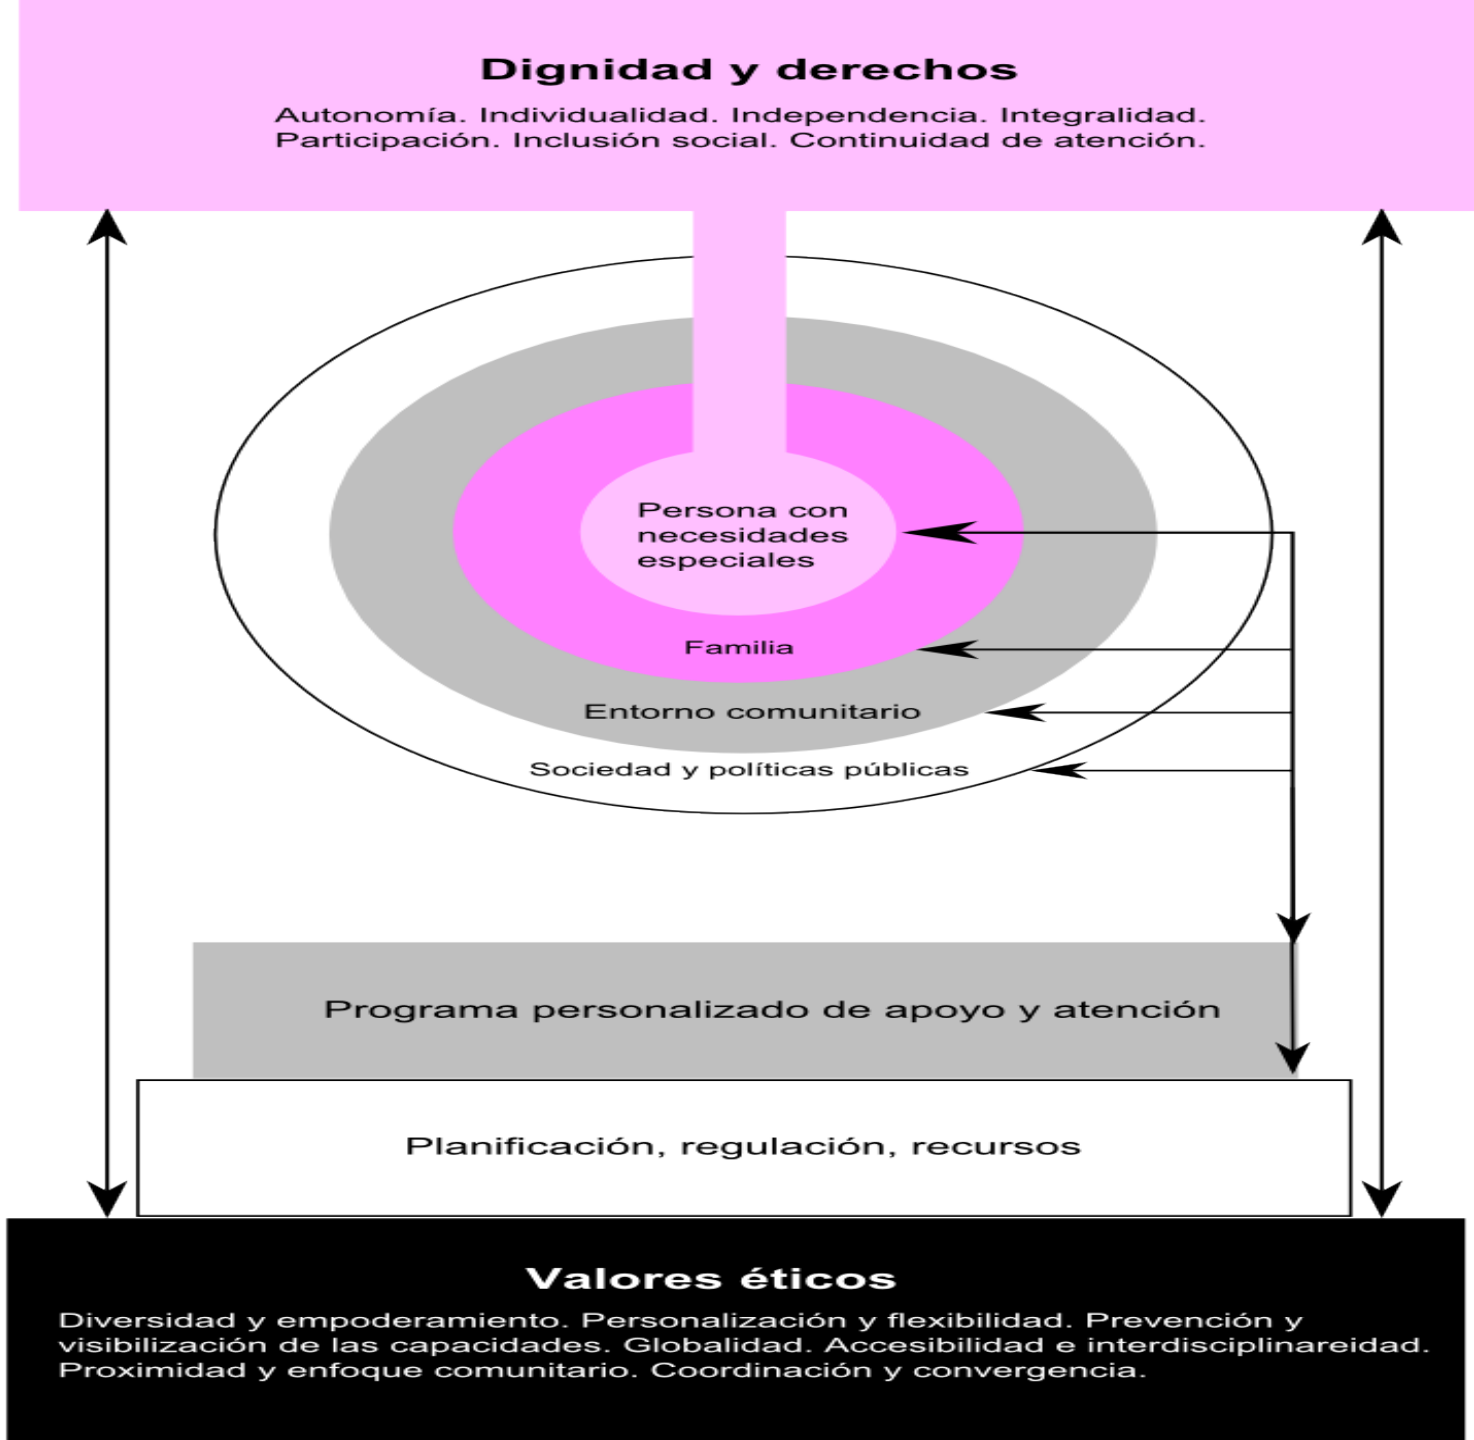 Dignidad y derechos
Autonomía. Individualidad. Independencia. Integralidad.
Participación. Inclusión social. Continuidad de atención.
Persona con
necesidades
especiales
Familia
Entorno comunitario
Sociedad y políticas públicas
Programa personalizado de apoyo y atención
Planificación, regulación, recursos
Valores éticos
Diversidad y empoderamiento. Personalización y flexibilidad. Prevención y
visibilización de las capacidades. Globalidad. Accesibilidad e interdisciplinareidad.
Proximidad y enfoque comunitario. Coordinación y convergencia.